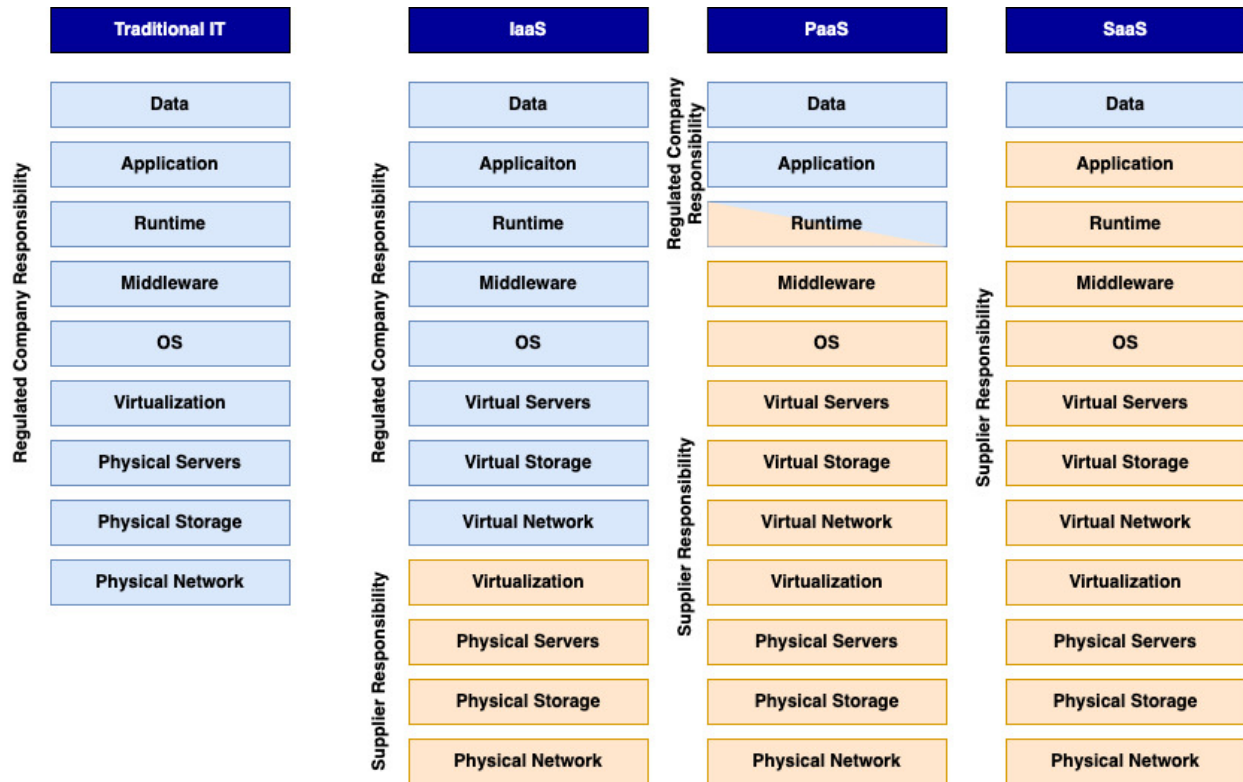 Traditional IT
Regulated Company Responsibility
Data
Application
Runtime
Middleware
OS
Virtualization
Physical Servers
Physical Storage
Physical Network
IaaS
Regulated Company Responsibility
Data
Applicaiton
Runtime
Middleware
OS
Virtual Servers
Virtual Storage
Virtual Network
Supplier Responsibility
Virtualization
Physical Servers
Physical Storage
Physical Network
PaaS
Regulated Company
Responsibility
Data
Application
Runtime
Supplier Responsibility
Middleware
OS
Virtual Servers
Virtual Storage
Virtual Network
Virtualization
Physical Servers
Physical Storage
Physical Network
SaaS
Data
Supplier Responsibility
Application
Runtime
Middleware
OS
Virtual Servers
Virtual Storage
Virtual Network
Virtualization
Physical Servers
Physical Storage
Physical Network